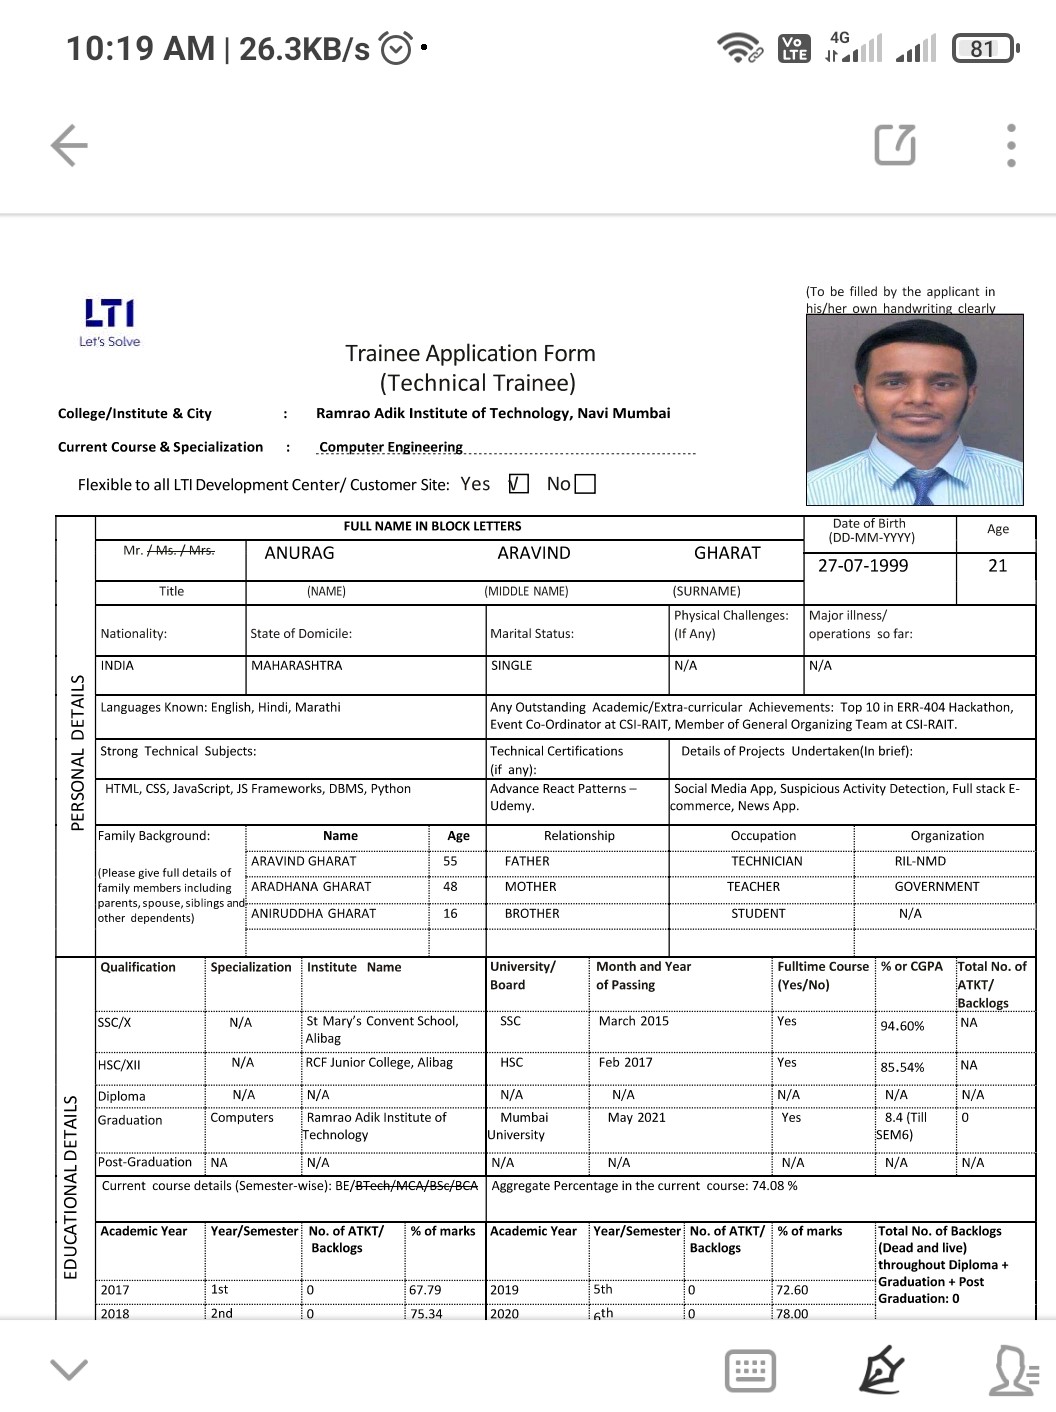 10:19 AM | 26.3KB/s
Vo LTE 4G 81
(To be filled by the applicant in
his/her own handwriting clearly
LTI
Let's Solve
Trainee Application Form
(Technical Trainee)
College/Institute & City : Ramrao Adik Institute of Technology, Navi Mumbai
Current Course & Specialization : Computer Engineering
Flexible to all LTI Development Center/ Customer Site: Yes √ No
PERSONAL DETAILS
FULL NAME IN BLOCK LETTERS Date of Birth (DD-MM-YYYY) Age
Mr. / Ms. / Mrs. ANURAG ARAVIND GHARAT 27-07-1999 21
Title (NAME) (MIDDLE NAME) (SURNAME)
Nationality: State of Domicile: Marital Status: Physical Challenges: (If Any) Major illness/ operations so far:
INDIA MAHARASHTRA SINGLE N/A N/A
Languages Known: English, Hindi, Marathi
Any Outstanding Academic/Extra-curricular Achievements: Top 10 in ERR-404 Hackathon,
Event Co-Ordinator at CSI-RAIT, Member of General Organizing Team at CSI-RAIT.
Strong Technical Subjects: Technical Certifications (if any): Details of Projects Undertaken(In brief):
HTML, CSS, JavaScript, JS Frameworks, DBMS, Python
Advance React Patterns –
Udemy.
Social Media App, Suspicious Activity Detection, Full stack E-
commerce, News App.
Family Background:
(Please give full details of
family members including
parents, spouse, siblings and
other dependents)
Name Age Relationship Occupation Organization
ARAVIND GHARAT 55 FATHER TECHNICIAN RIL-NMD
ARADHANA GHARAT 48 MOTHER TEACHER GOVERNMENT
ANIRUDDHA GHARAT 16 BROTHER STUDENT N/A
EDUCATIONAL DETAILS
Qualification Specialization Institute Name University/ Board Month and Year of Passing Fulltime Course (Yes/No) % or CGPA Total No. of ATKT/ Backlogs
SSC/X N/A St Mary’s Convent School, Alibag SSC March 2015 Yes 94.60% NA
HSC/XII N/A RCF Junior College, Alibag HSC Feb 2017 Yes 85.54% NA
Diploma N/A N/A N/A N/A N/A N/A N/A
Graduation Computers Ramrao Adik Institute of Technology Mumbai University May 2021 Yes 8.4 (Till SEM6) 0
Post-Graduation NA N/A N/A N/A N/A N/A N/A
Current course details (Semester-wise): BE/BTech/MCA/BSc/BCA Aggregate Percentage in the current course: 74.08 %
Academic Year Year/Semester No. of ATKT/ Backlogs % of marks Academic Year Year/Semester No. of ATKT/ Backlogs % of marks
Total No. of Backlogs
(Dead and live)
throughout Diploma +
Graduation + Post
Graduation: 0
2017 1st 0 67.79 2019 5th 0 72.60
2018 2nd 0 75.34 2020 6th 0 78.00